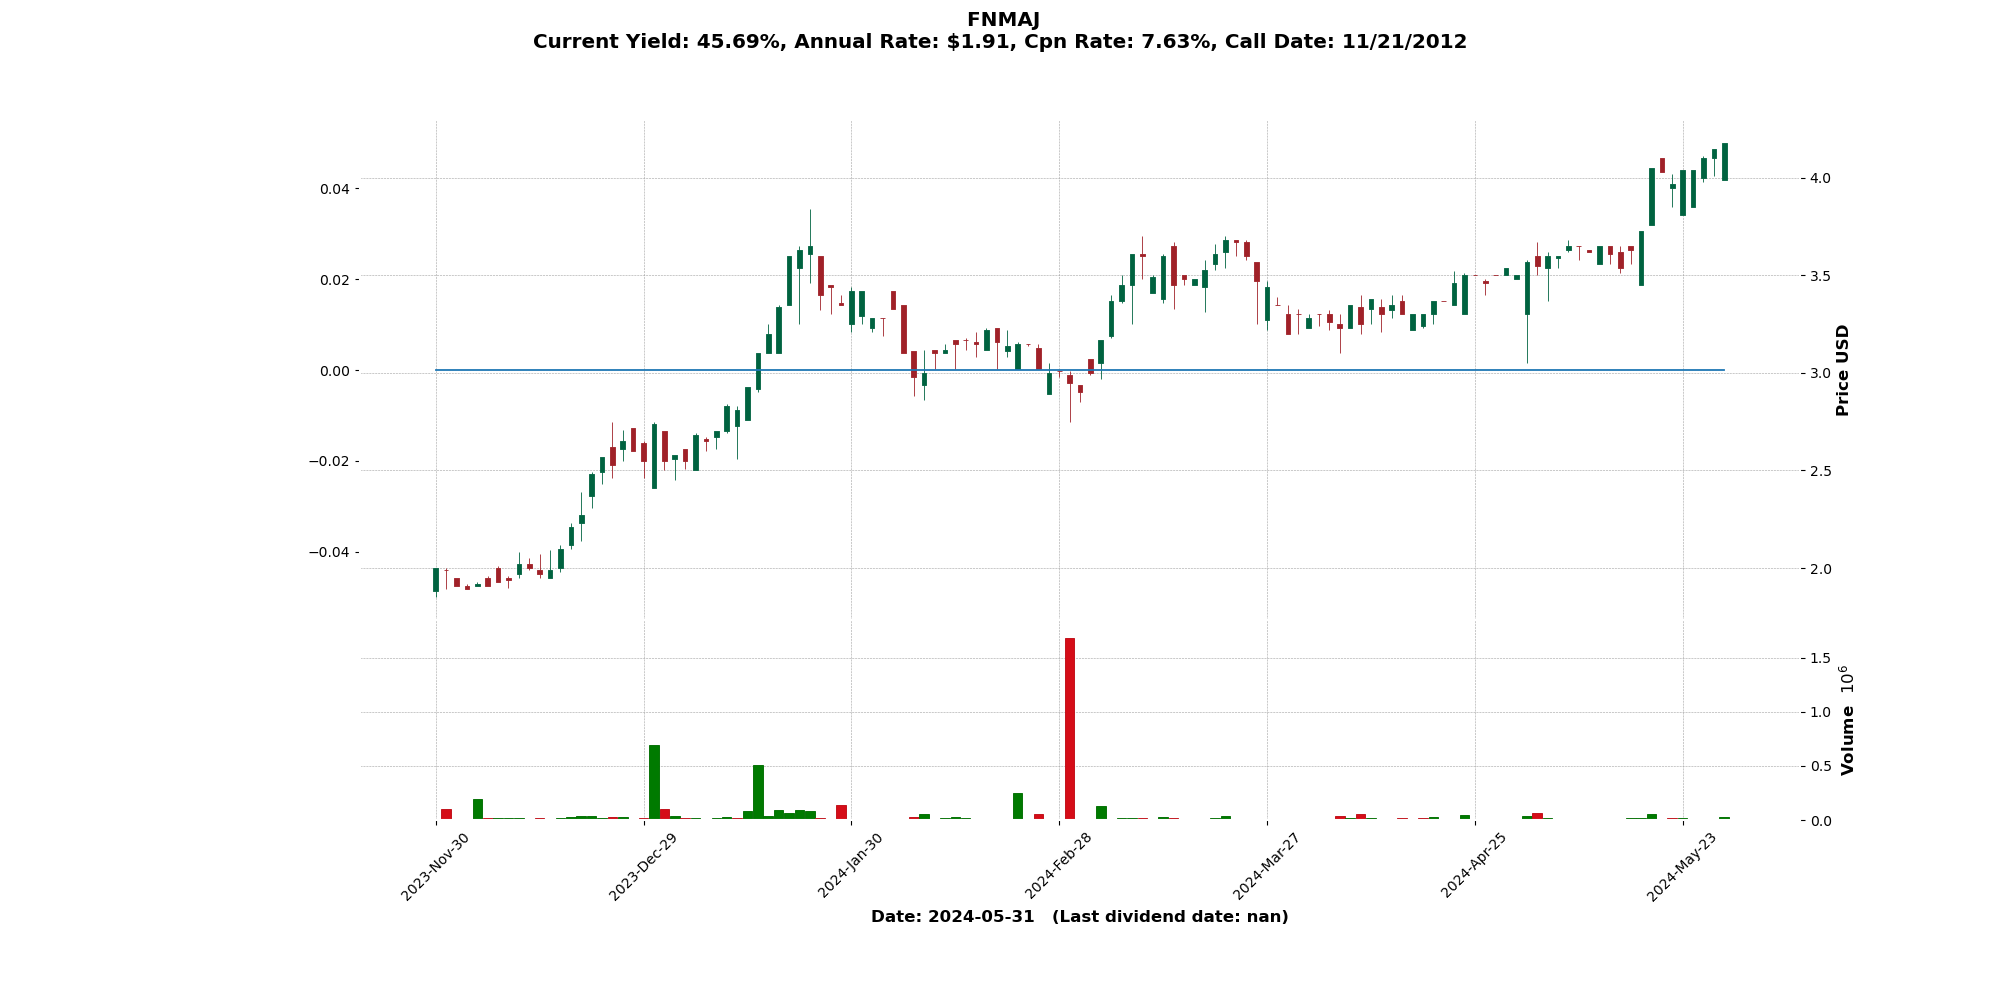 FNMAJ
Current Yield: 45.69%, Annual Rate: $1.91, Cpn Rate: 7.63%, Call Date: 11/21/2012
0.04
0.02
0.00
−0.02
−0.04
4.0
3.5
3.0
2.5
2.0
Price USD
1.5
1.0
0.5
0.0
Volume 10^6
2023-Nov-30
2023-Dec-29
2024-Jan-30
2024-Feb-28
2024-Mar-27
2024-Apr-25
2024-May-23
Date: 2024-05-31 (Last dividend date: nan)